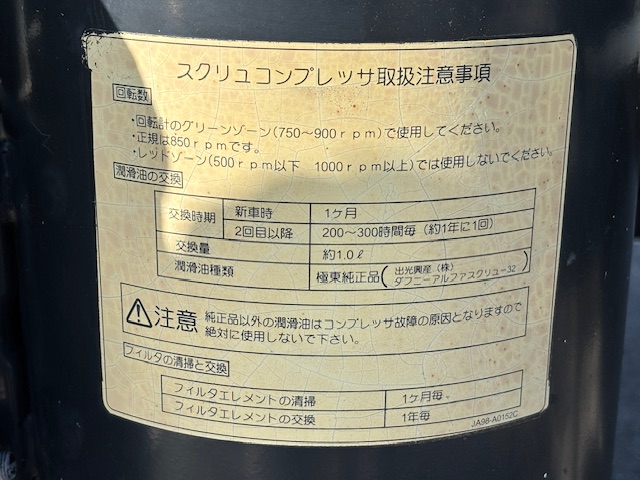 スクリュコンプレッサ取扱注意事項
回転数
・回転計のグリーンゾーン(750～900rpm)で使用してください。
・正規は850rpmです。
・レッドゾーン(500rpm以下 1000rpm以上)では使用しないでください。
潤滑油の交換
交換時期 新車時 1ケ月
2回目以降 200～300時間毎 (約1年に1回)
交換量 約1.0ℓ
潤滑油種類 極東純正品 (出光興産 (株)
ダフニーアルファスクリュー32)
注意 純正品以外の潤滑油はコンプレッサ故障の原因となりますので
絶対に使用しないで下さい。
フィルタの清掃と交換
フィルタエレメントの清掃 1ケ月毎
フィルタエレメントの交換 1年毎
JA98-A0152C